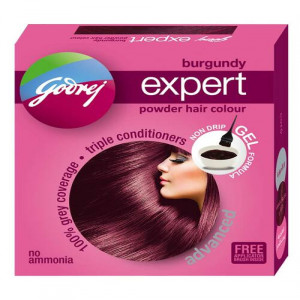 burgundy
Godrej
expert
powder hair colour
NON DRIP
GEL
FORMULA
100% grey coverage • triple conditioners
advanced
no
ammonia
FREE
APPLICATOR